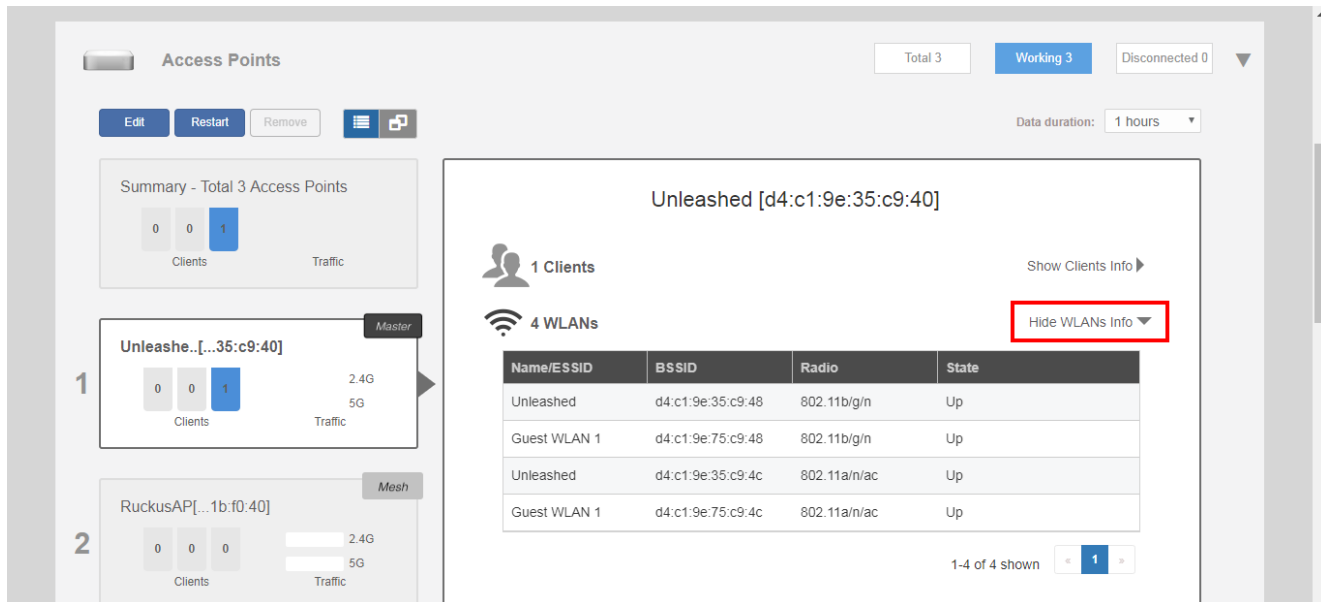 Access Points
Total 3
Working 3
Disconnected 0
Edit
Restart
Remove
Data duration:
1 hours
Summary - Total 3 Access Points
0 0 1
Clients
Traffic
Master
Unleashe..[...35:c9:40]
1
0 0 1
2.4G
5G
Clients
Traffic
Mesh
RuckusAP[...1b:f0:40]
2
0 0 0
2.4G
5G
Clients
Traffic
Unleashed [d4:c1:9e:35:c9:40]
1 Clients
Show Clients Info
4 WLANs
Hide WLANs Info
Name/ESSID BSSID Radio State
Unleashed d4:c1:9e:35:c9:48 802.11b/g/n Up
Guest WLAN 1 d4:c1:9e:75:c9:48 802.11b/g/n Up
Unleashed d4:c1:9e:35:c9:4c 802.11a/n/ac Up
Guest WLAN 1 d4:c1:9e:75:c9:4c 802.11a/n/ac Up
1-4 of 4 shown « 1 »